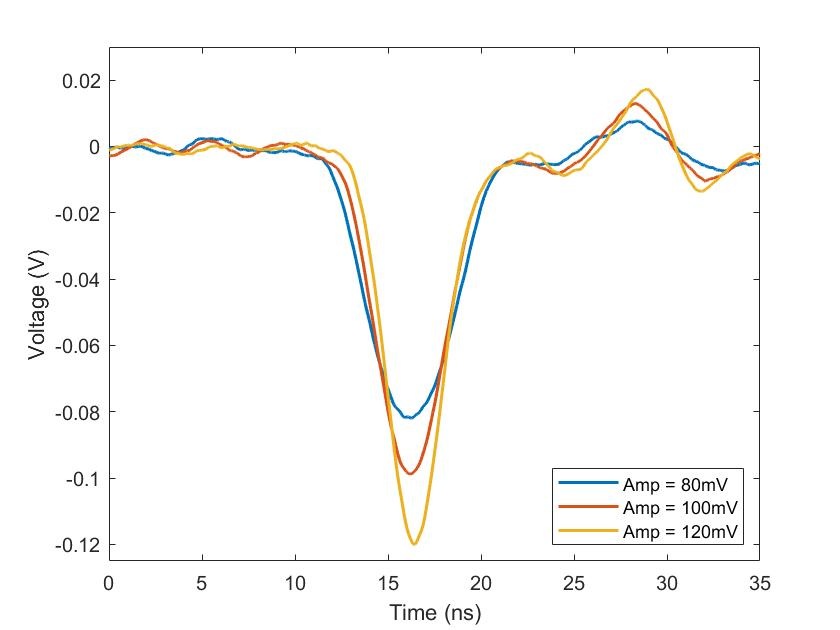 0.02
0
-0.02
-0.04
-0.06
-0.08
-0.1
-0.12
Voltage (V)
0 5 10 15 20 25 30 35
Time (ns)
Amp = 80mV
Amp = 100mV
Amp = 120mV